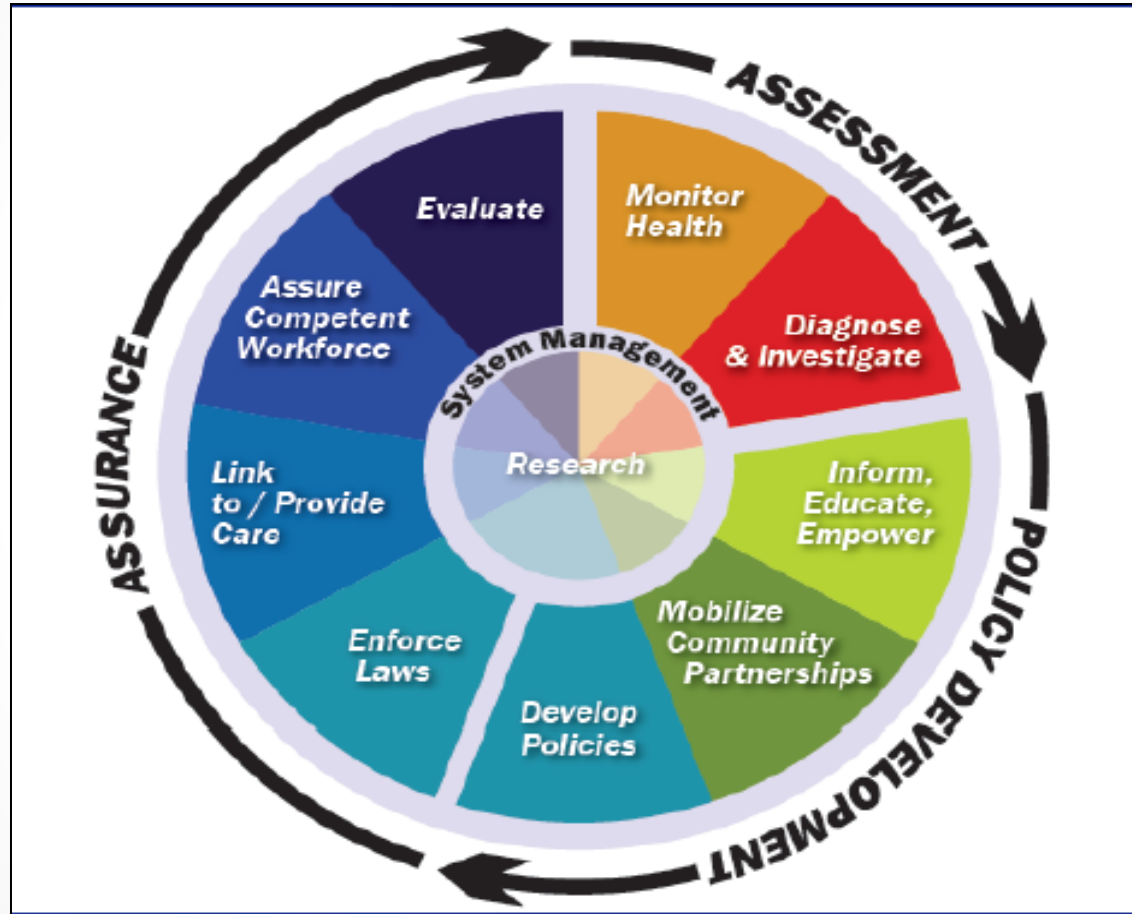 ASSESSMENT
POLICY DEVELOPMENT
ASSURANCE
Monitor
Health
Diagnose
& Investigate
Inform,
Educate,
Empower
Mobilize
Community
Partnerships
Develop
Policies
Enforce
Laws
Link
to / Provide
Care
Assure
Competent
Workforce
Evaluate
System Management
Research